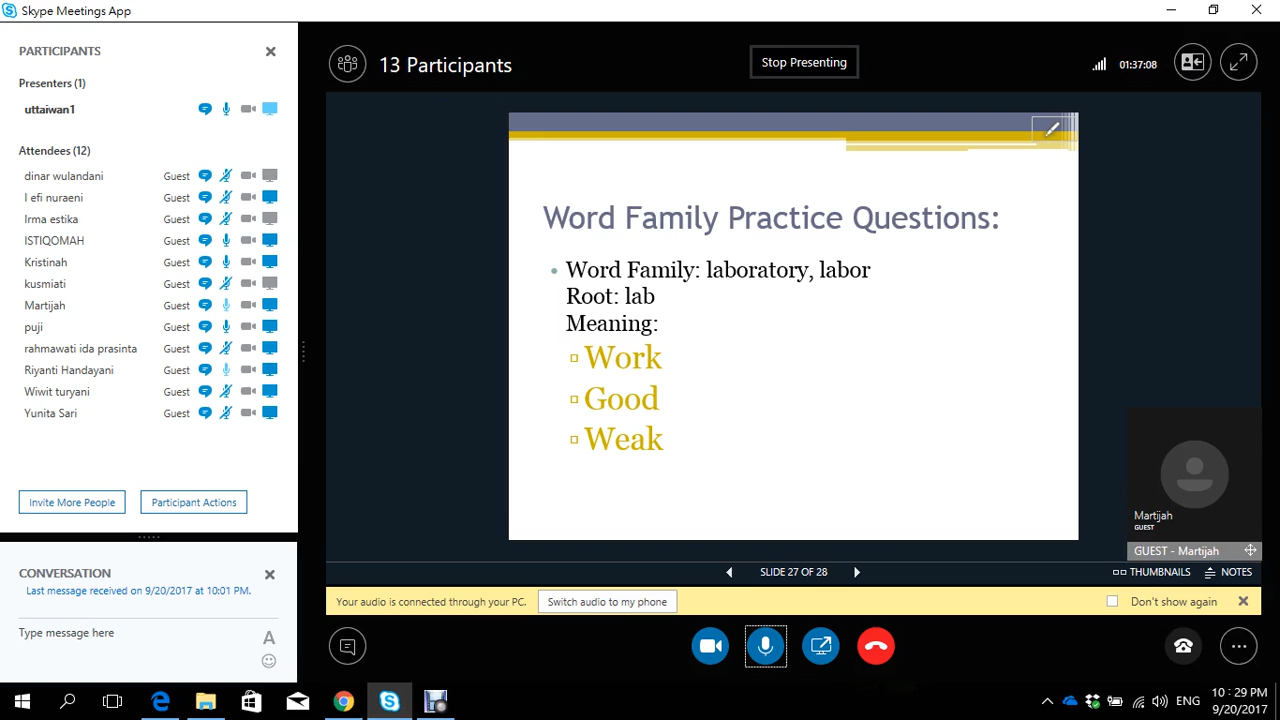 Skype Meetings App
PARTICIPANTS
Presenters (1)
uttaiwan1
Attendees (12)
dinar wulandani Guest
I efi nuraeni Guest
Irma estika Guest
ISTIQOMAH Guest
Kristinah Guest
kusmiati Guest
Martijah Guest
puji Guest
rahmawati ida prasinta Guest
Riyanti Handayani Guest
Wiwit turyani Guest
Yunita Sari Guest
Invite More People Participant Actions
CONVERSATION
Last message received on 9/20/2017 at 10:01 PM.
Type message here
A
13 Participants
Stop Presenting
01:37:08
Word Family Practice Questions:
Word Family: laboratory, labor
Root: lab
Meaning:
Work
Good
Weak
Martijah
GUEST
GUEST - Martijah
SLIDE 27 OF 28
THUMBNAILS NOTES
Your audio is connected through your PC. Switch audio to my phone Don't show again
ENG
10:29 PM
9/20/2017